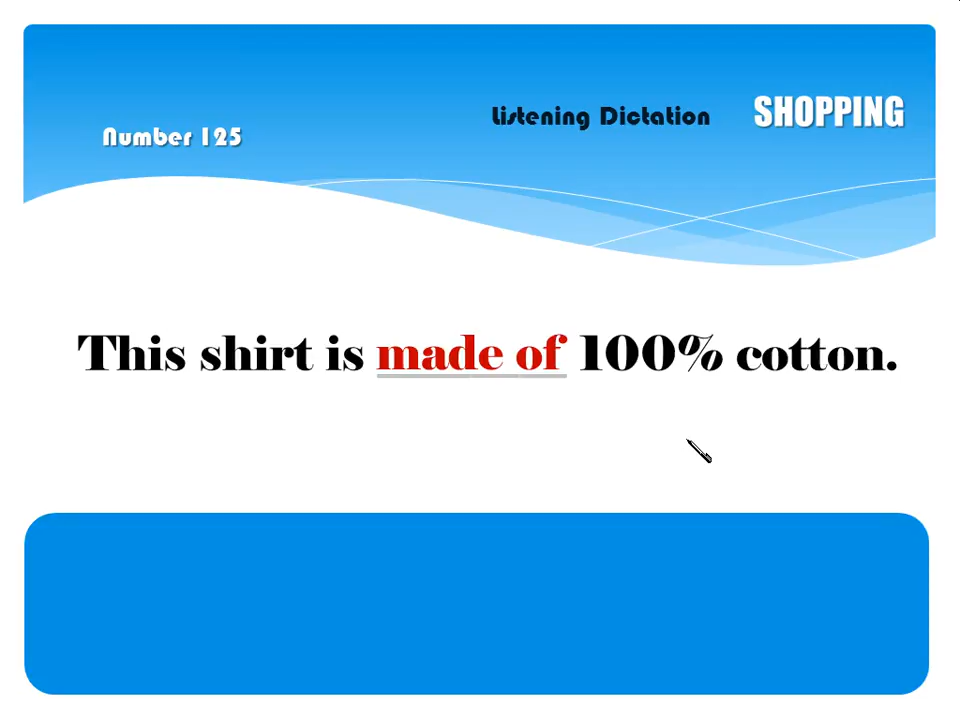 Number 125
Listening Dictation
SHOPPING
This shirt is made of 100% cotton.